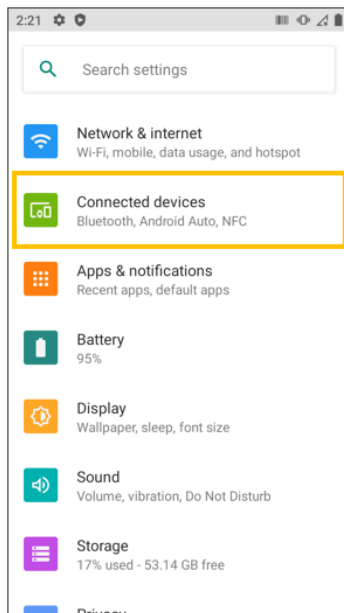 2:21
Search settings
Network & internet
Wi-Fi, mobile, data usage, and hotspot
Connected devices
Bluetooth, Android Auto, NFC
Apps & notifications
Recent apps, default apps
Battery
95%
Display
Wallpaper, sleep, font size
Sound
Volume, vibration, Do Not Disturb
Storage
17% used - 53.14 GB free
Privacy